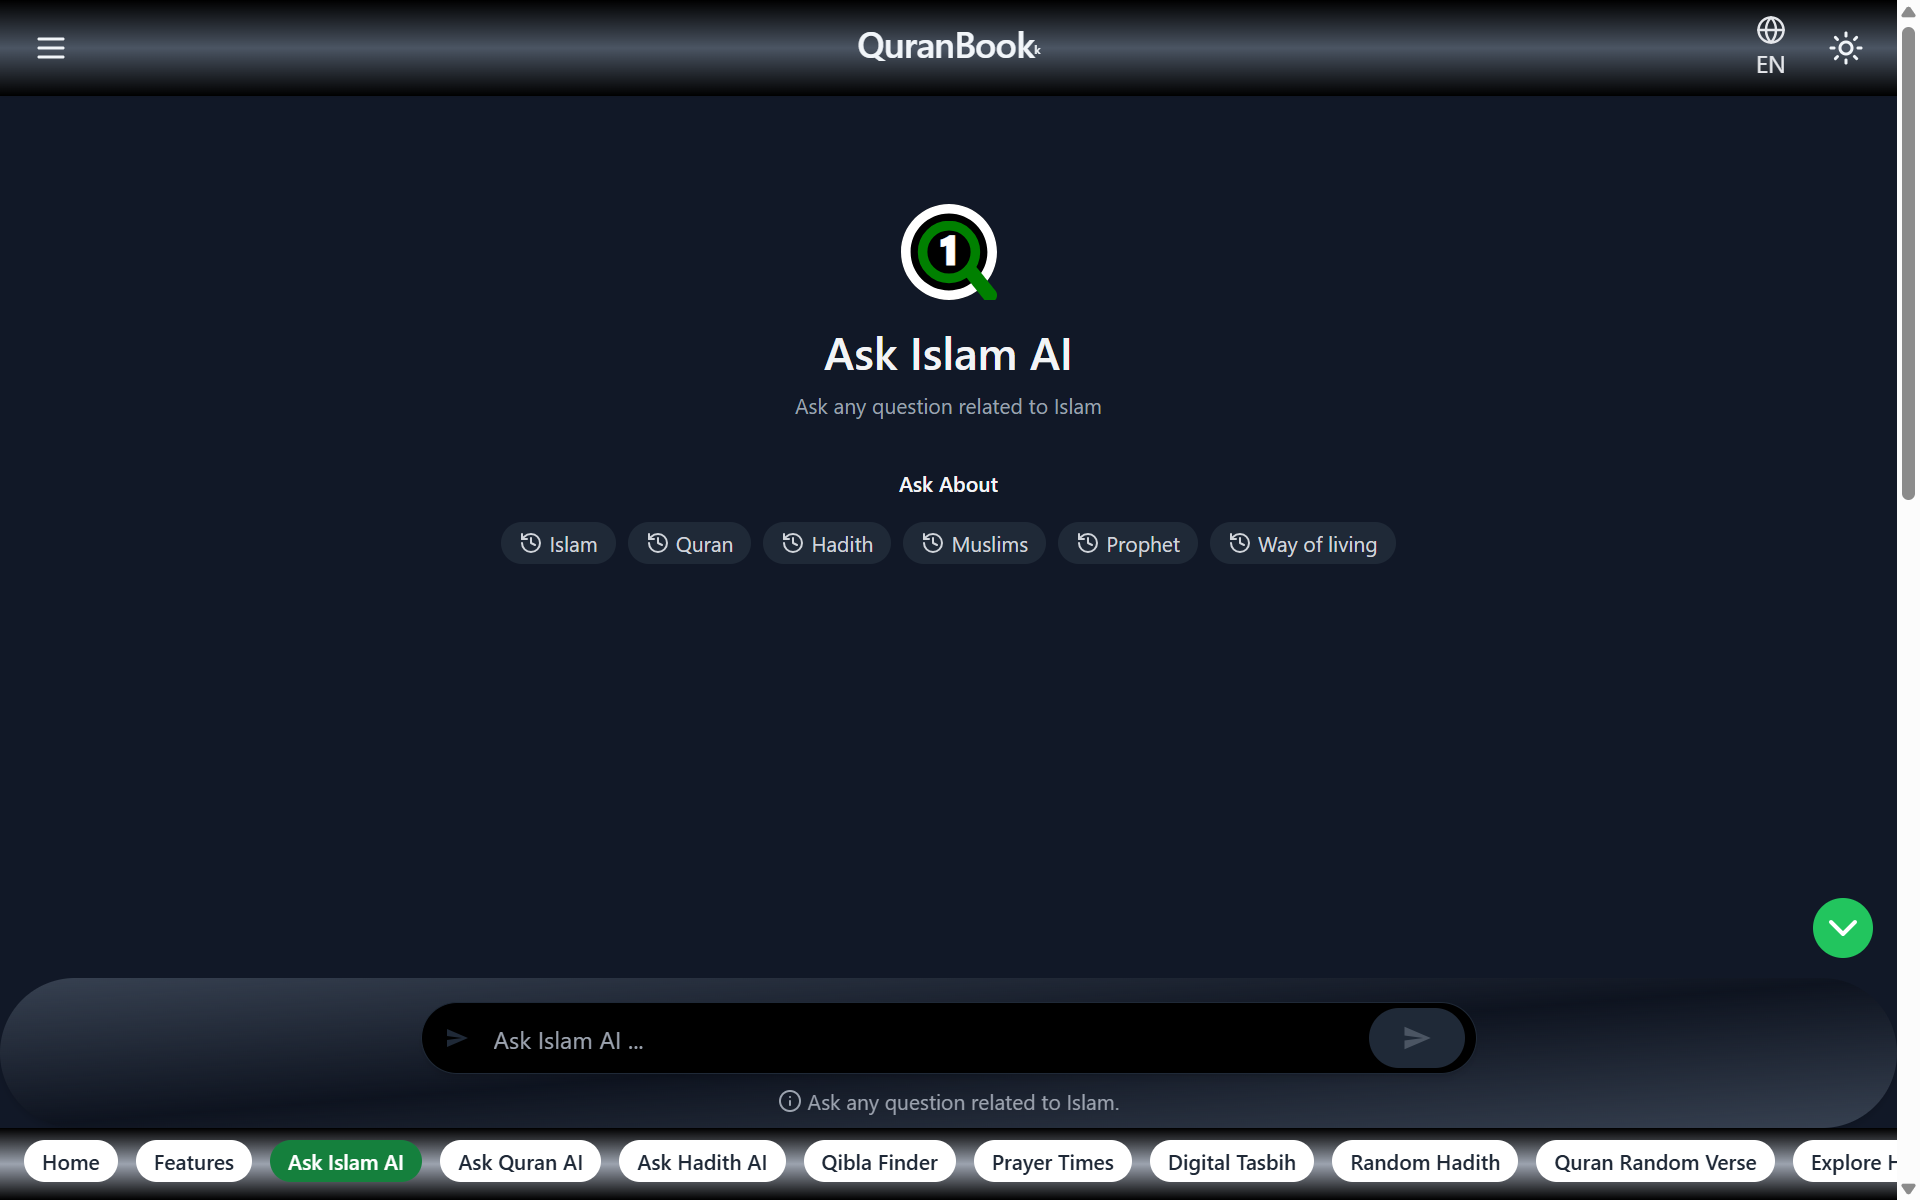 QuranBook
k
EN
1
Ask Islam AI
Ask any question related to Islam
Ask About
Islam Quran Hadith Muslims Prophet Way of living
Ask Islam AI ...
Ask any question related to Islam.
Home Features Ask Islam AI Ask Quran AI Ask Hadith AI Qibla Finder Prayer Times Digital Tasbih Random Hadith Quran Random Verse Explore H